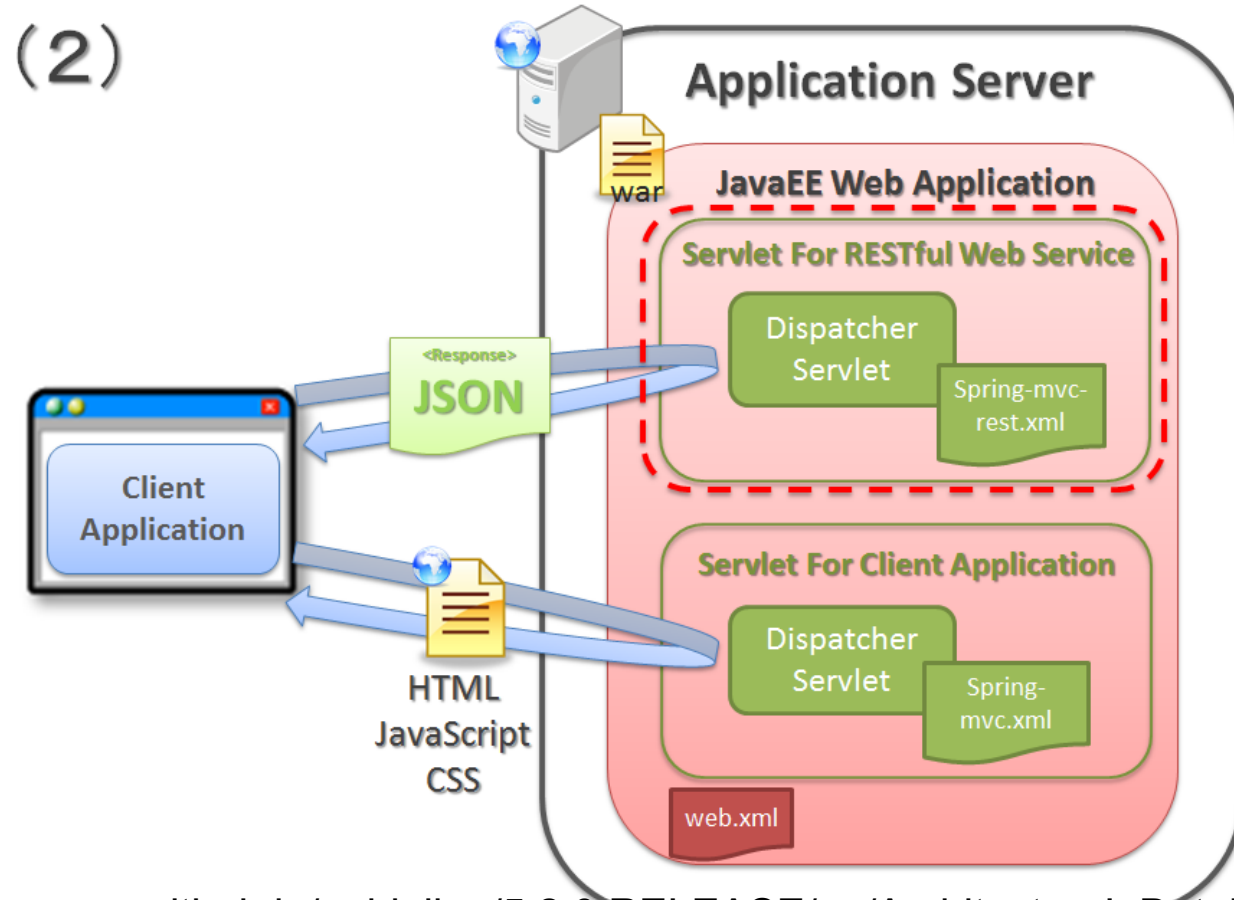 （2）
Application Server
war
JavaEE Web Application
Servlet For RESTful Web Service
Dispatcher
Servlet
Spring-mvc-
rest.xml
<Response>
JSON
Client
Application
Servlet For Client Application
Dispatcher
Servlet
Spring-
mvc.xml
HTML
JavaScript
CSS
web.xml